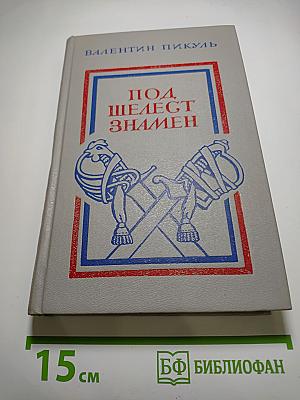 ВАЛЕНТИН ПИКУЛЬ
ПОД
ШЕЛЕСТ
ЗНАМЕН
15 см
БФ БИБЛИОФАН